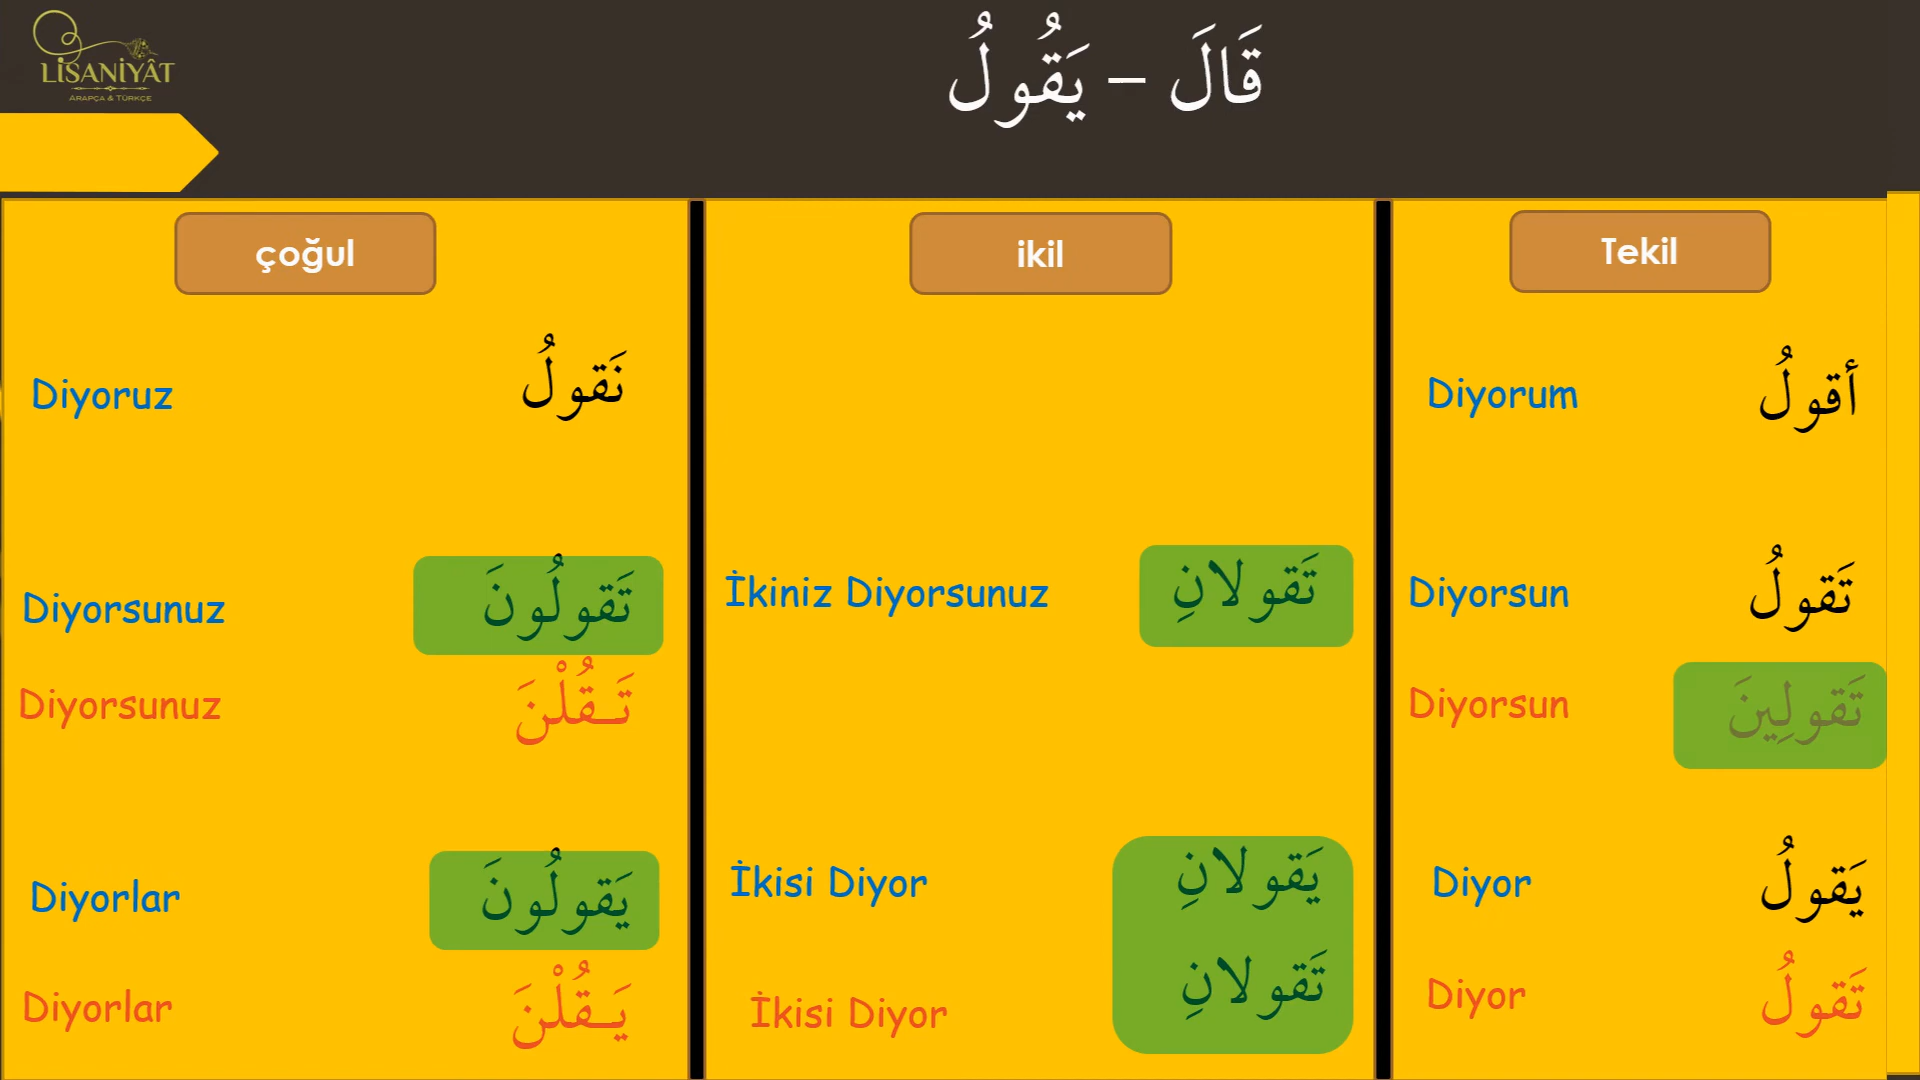 LİSANİYÂT
ARAPÇA & TÜRKÇE
قَالَ – يَقُولُ
çoğul
ikil
Tekil
Diyoruz
نَقولُ
Diyorum
أقولُ
Diyorsunuz
تَقولُونَ
İkiniz Diyorsunuz
تَقولانِ
Diyorsun
تَقولُ
Diyorsunuz
تَـقُلْنَ
Diyorsun
تَقولِينَ
Diyorlar
يَقولُونَ
İkisi Diyor
يَقولانِ
Diyor
يَقولُ
Diyorlar
يَـقُلْنَ
İkisi Diyor
تَقولانِ
Diyor
تَقولُ